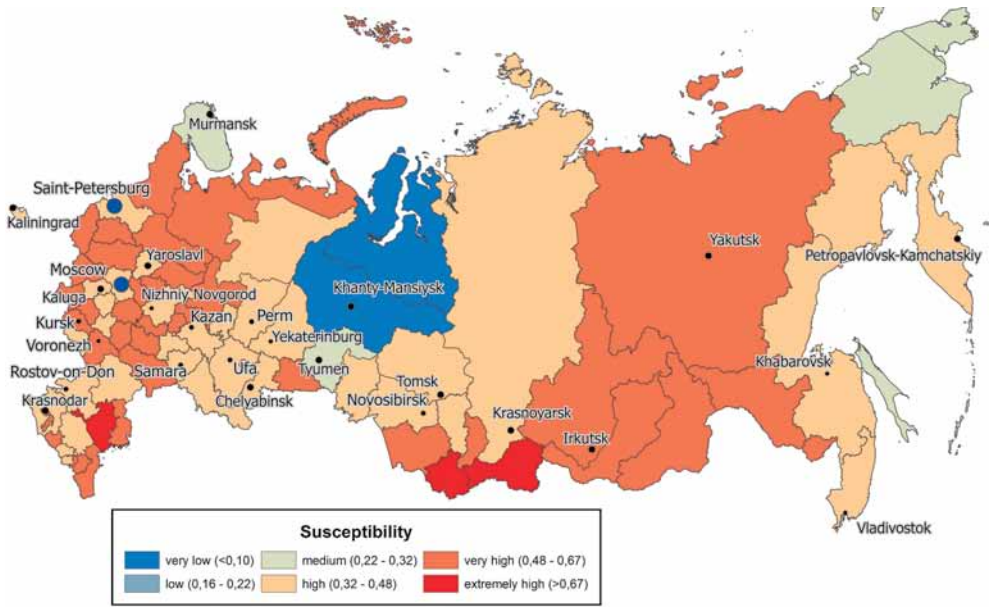 Murmansk
Saint-Petersburg
Kaliningrad
Yaroslavl
Moscow
Kaluga
Nizhniy-Novgorod
Kursk
Kazan
Perm
Voronezh
Yekaterinburg
Khanty-Mansiysk
Yakutsk
Petropavlovsk-Kamchatskiy
Rostov-on-Don
Samara
Ufa
Tyumen
Khabarovsk
Krasnodar
Chelyabinsk
Tomsk
Novosibirsk
Krasnoyarsk
Irkutsk
Vladivostok
Susceptibility
very low (<0,10)
medium (0,22 - 0,32)
very high (0,48 - 0,67)
low (0,16 - 0,22)
high (0,32 - 0,48)
extremely high (>0,67)